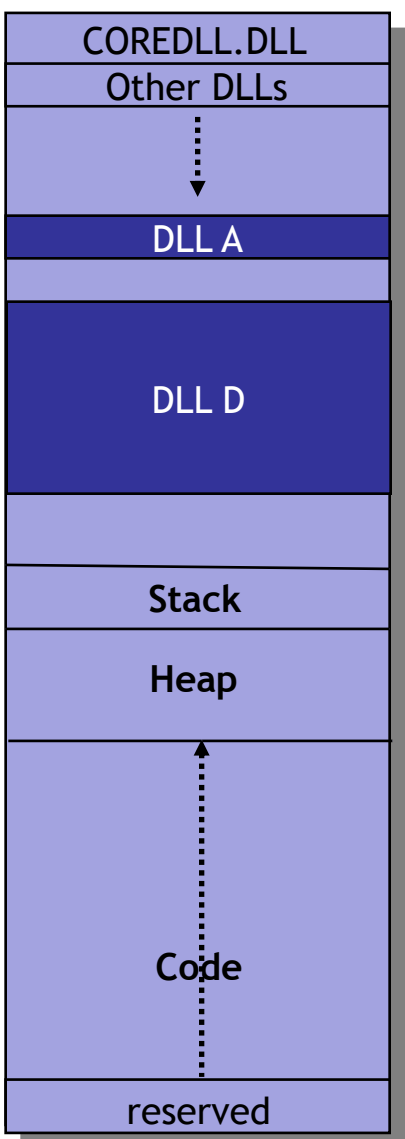 COREDLL.DLL
Other DLLs
DLL A
DLL D
Stack
Heap
Code
reserved